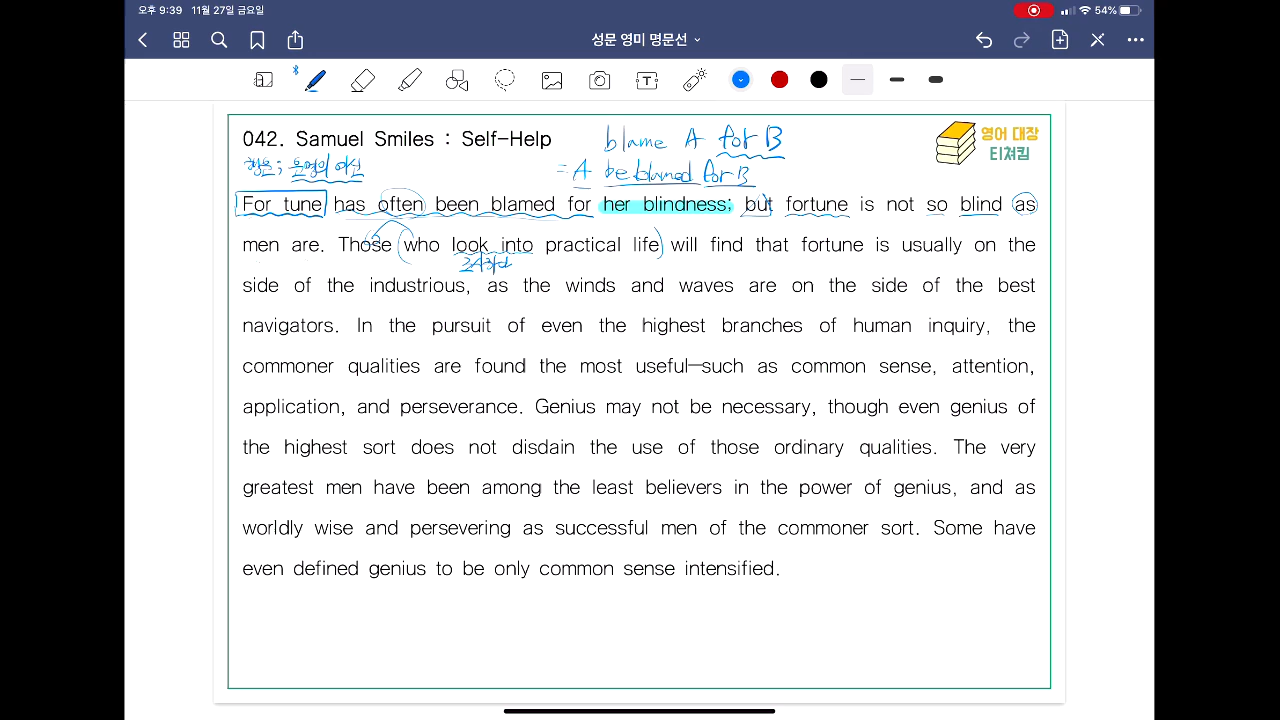 오후 9:39 11월 27일 금요일
54%
성문 영미 명문선
042. Samuel Smiles : Self-Help
blame A for B
영어 대장
티쳐킴
행운; 운명의 여신
= A be blamed for B
For tune has often been blamed for her blindness; but fortune is not so blind as
men are. Those who look into practical life will find that fortune is usually on the
조사하다
side of the industrious, as the winds and waves are on the side of the best
navigators. In the pursuit of even the highest branches of human inquiry, the
commoner qualities are found the most useful—such as common sense, attention,
application, and perseverance. Genius may not be necessary, though even genius of
the highest sort does not disdain the use of those ordinary qualities. The very
greatest men have been among the least believers in the power of genius, and as
worldly wise and persevering as successful men of the commoner sort. Some have
even defined genius to be only common sense intensified.